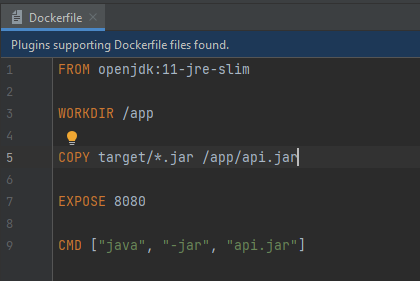 Dockerfile
Plugins supporting Dockerfile files found.
1 FROM openjdk:11-jre-slim
2
3 WORKDIR /app
4
5 COPY target/*.jar /app/api.jar
6
7 EXPOSE 8080
8
9 CMD ["java", "-jar", "api.jar"]